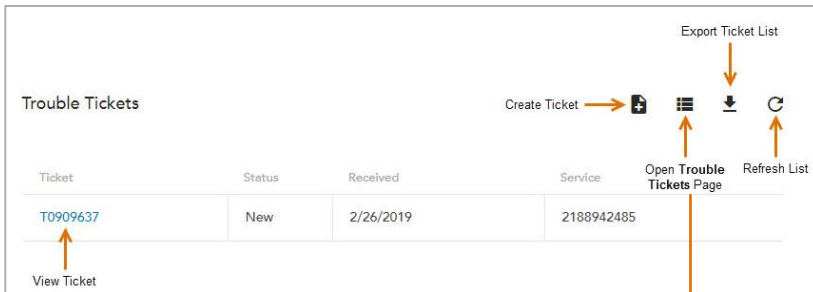 Export Ticket List
Trouble Tickets
Create Ticket
Open Trouble
Tickets Page
Refresh List
Ticket Status Received Service
T0909637 New 2/26/2019 2188942485
View Ticket